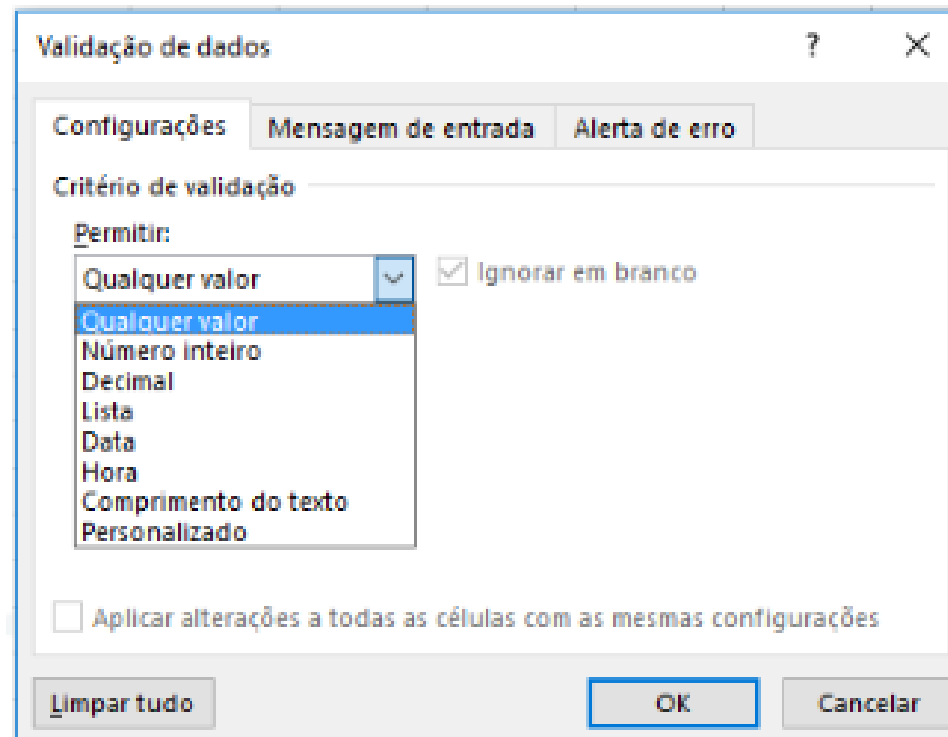 Validação de dados ?
Configurações Mensagem de entrada Alerta de erro
Critério de validação
Permitir:
Qualquer valor Ignorar em branco
Qualquer valor
Número inteiro
Decimal
Lista
Data
Hora
Comprimento do texto
Personalizado
Aplicar alterações a todas as células com as mesmas configurações
Limpar tudo OK Cancelar